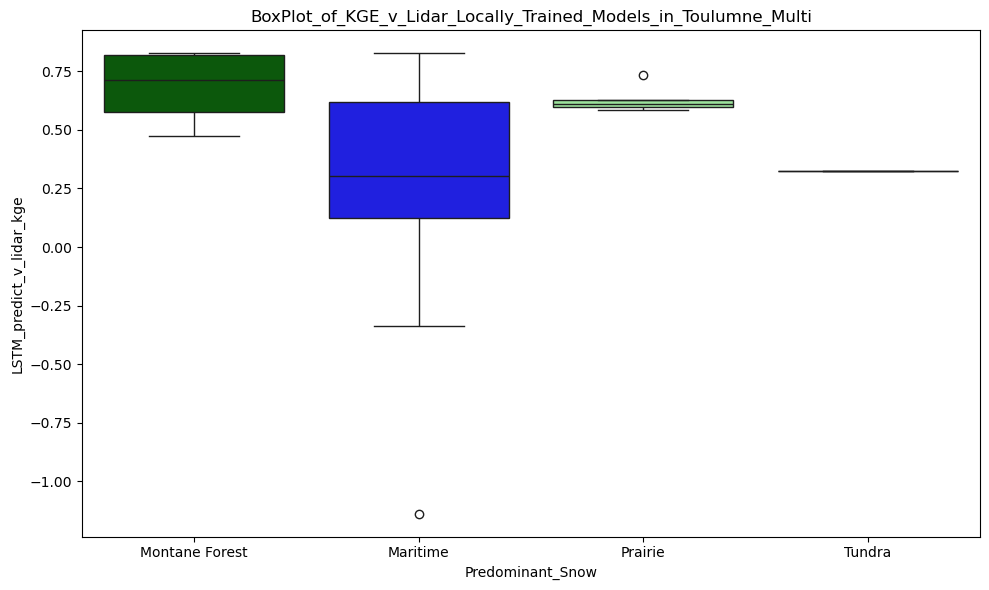 BoxPlot_of_KGE_v_Lidar_Locally_Trained_Models_in_Toulumne_Multi
LSTM_predict_v_lidar_kge
0.75
0.50
0.25
0.00
−0.25
−0.50
−0.75
−1.00
Montane Forest
Maritime
Prairie
Tundra
Predominant_Snow